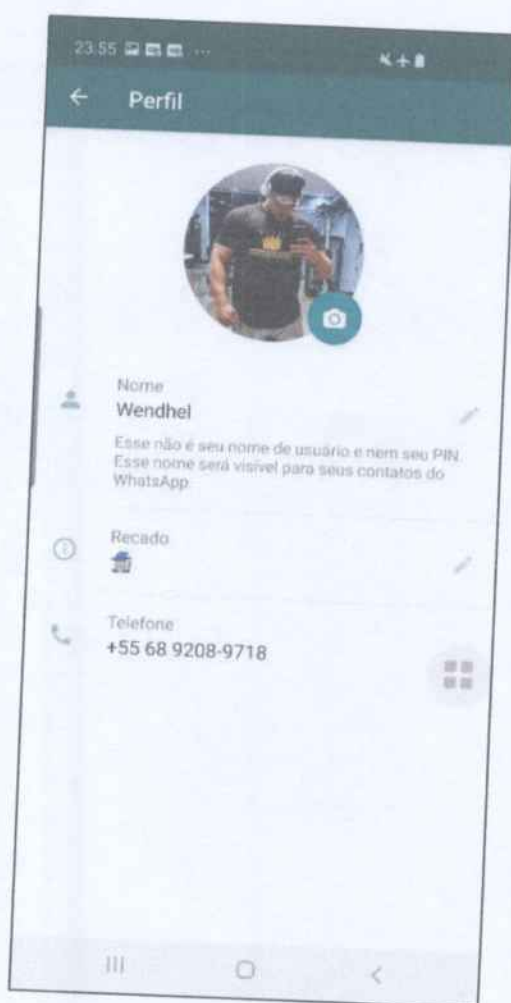 23.55
Perfil
Nome
Wendhel
Esse não é seu nome de usuário e nem seu PIN.
Esse nome será visível para seus contatos do
WhatsApp.
Recado
Telefone
+55 68 9208-9718